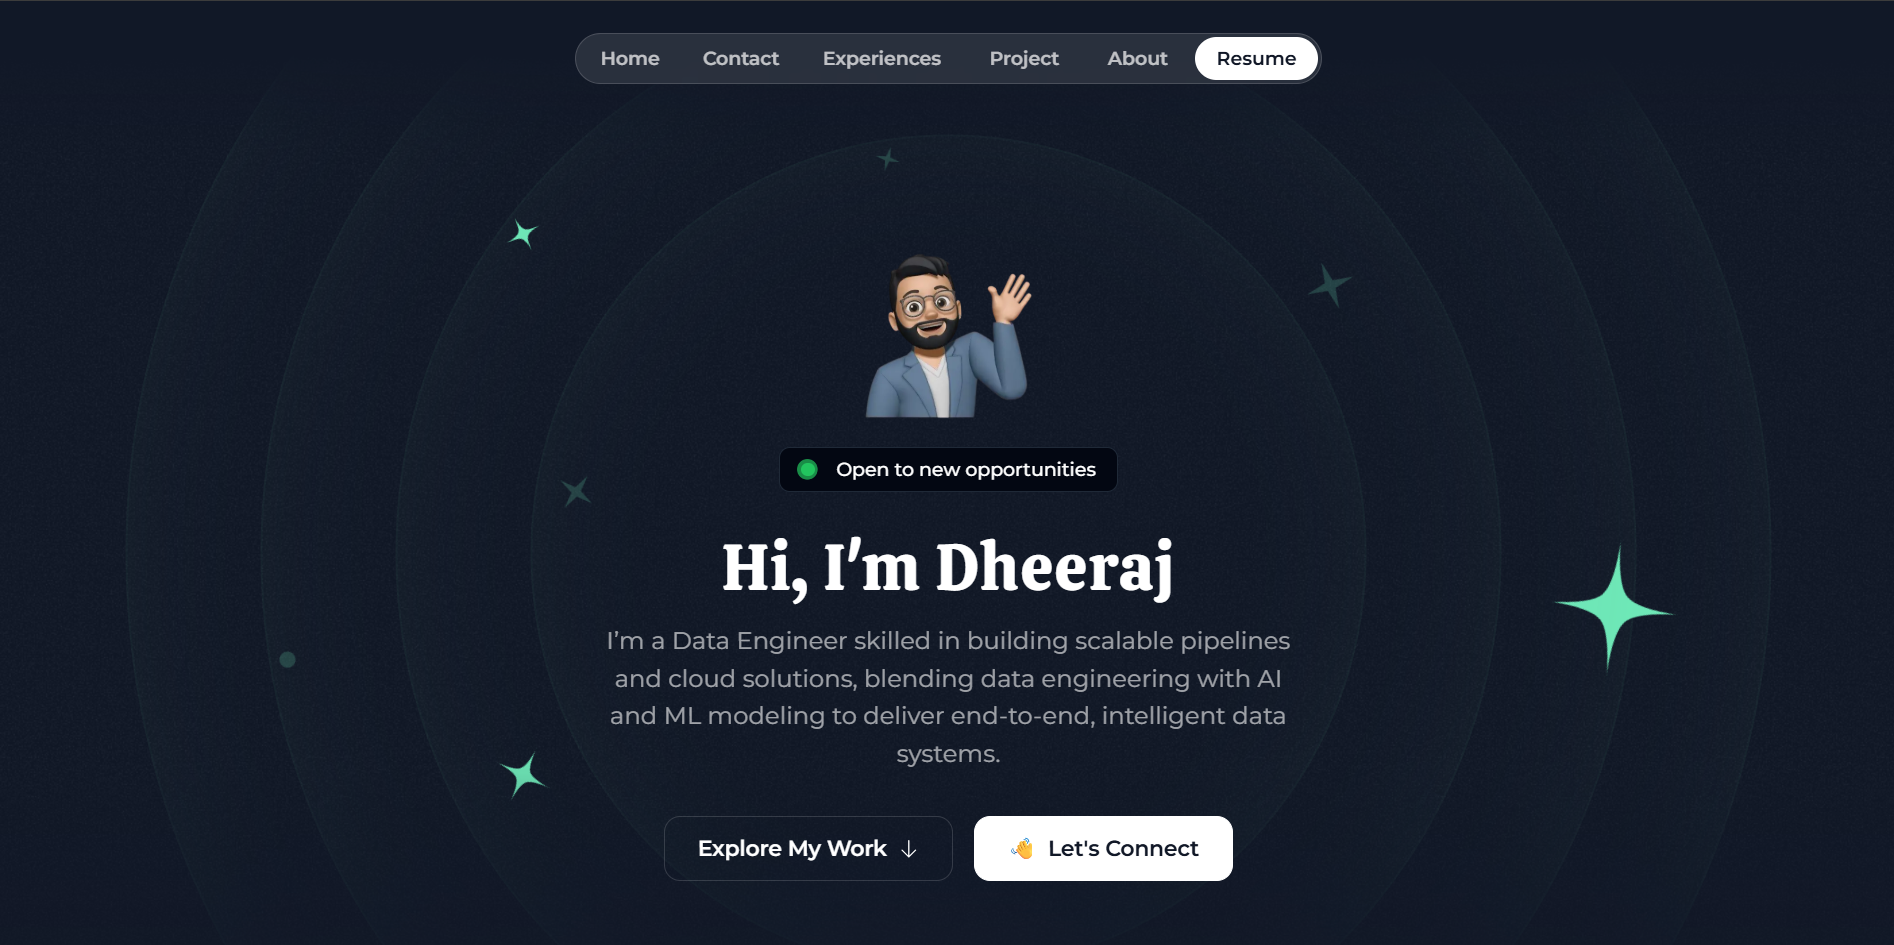 Home Contact Experiences Project About Resume
Open to new opportunities
Hi, I'm Dheeraj
I’m a Data Engineer skilled in building scalable pipelines
and cloud solutions, blending data engineering with AI
and ML modeling to deliver end-to-end, intelligent data
systems.
Explore My Work ↓ 👋 Let's Connect